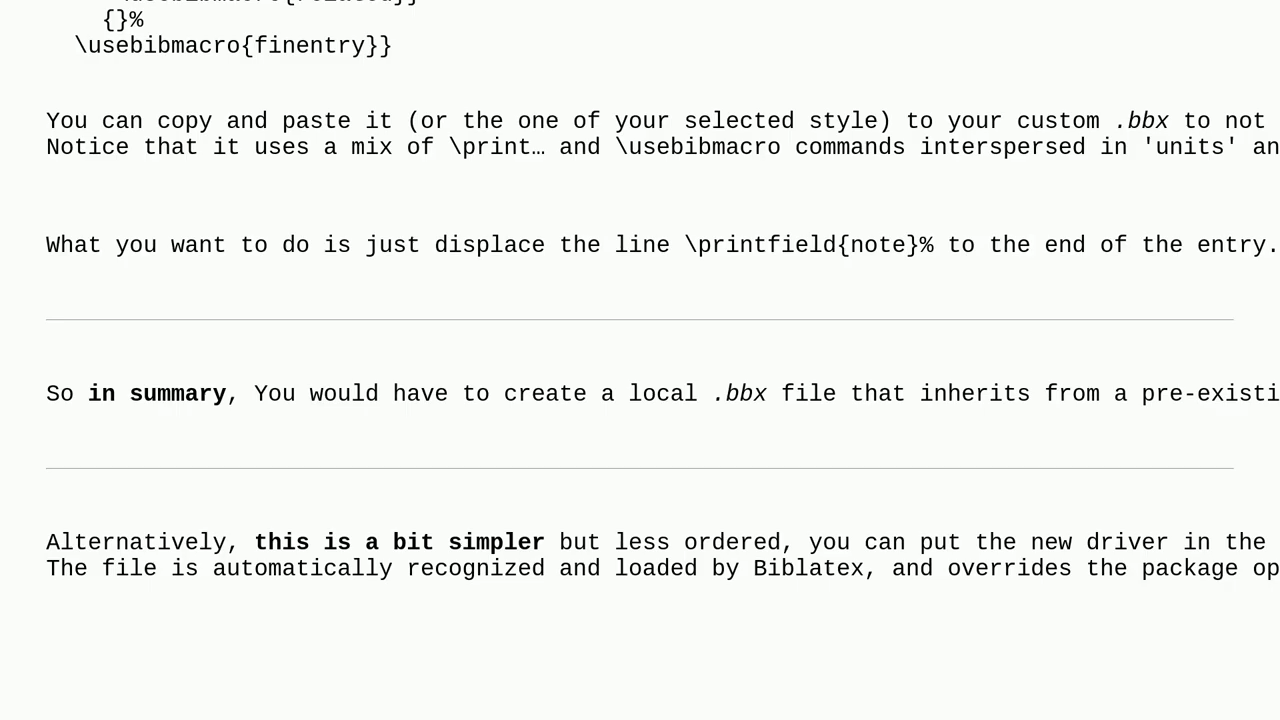 {}%
\usebibmacro{finentry}}
You can copy and paste it (or the one of your selected style) to your custom .bbx to not
Notice that it uses a mix of \print… and \usebibmacro commands interspersed in 'units' an
What you want to do is just displace the line \printfield{note}% to the end of the entry.
So in summary, You would have to create a local .bbx file that inherits from a pre-existi
Alternatively, this is a bit simpler but less ordered, you can put the new driver in the
The file is automatically recognized and loaded by Biblatex, and overrides the package op